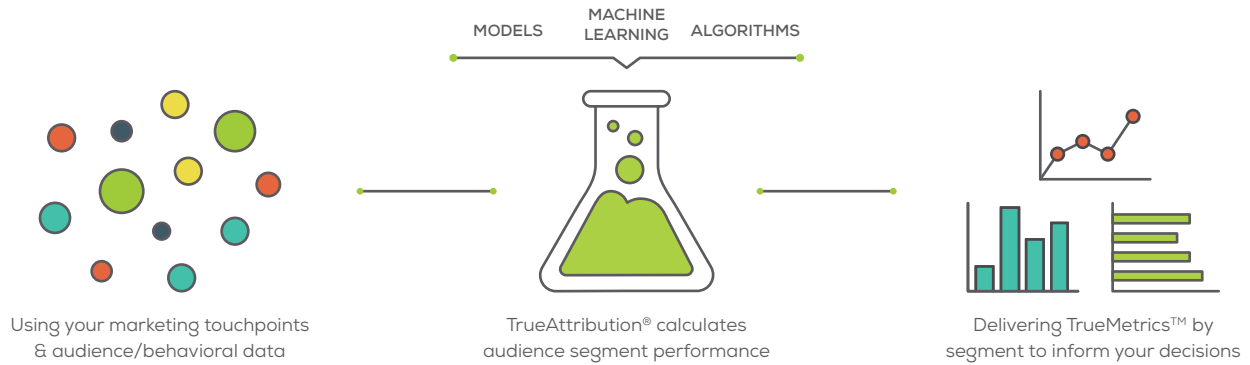 MODELS
MACHINE
LEARNING
ALGORITHMS
Using your marketing touchpoints
& audience/behavioral data
TrueAttribution® calculates
audience segment performance
Delivering TrueMetrics™ by
segment to inform your decisions